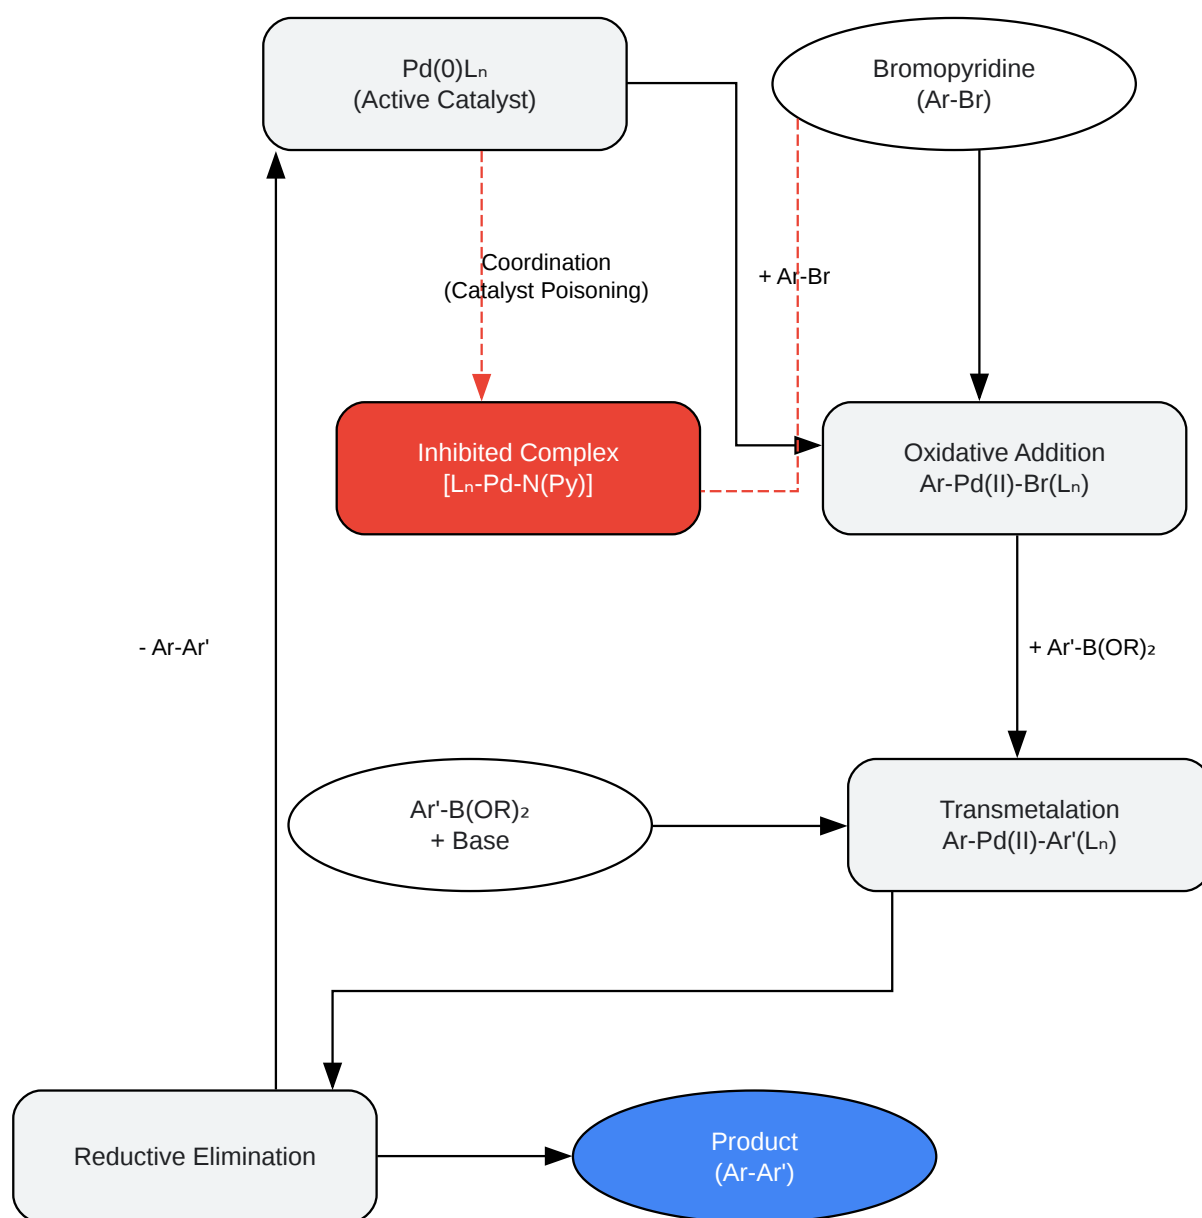 Pd(0)Lₙ
(Active Catalyst)
Bromopyridine
(Ar-Br)
Coordination
(Catalyst Poisoning)
+ Ar-Br
Inhibited Complex
[Lₙ-Pd-N(Py)]
Oxidative Addition
Ar-Pd(II)-Br(Lₙ)
- Ar-Ar'
+ Ar'-B(OR)₂
Ar'-B(OR)₂
+ Base
Transmetalation
Ar-Pd(II)-Ar'(Lₙ)
Reductive Elimination
Product
(Ar-Ar')